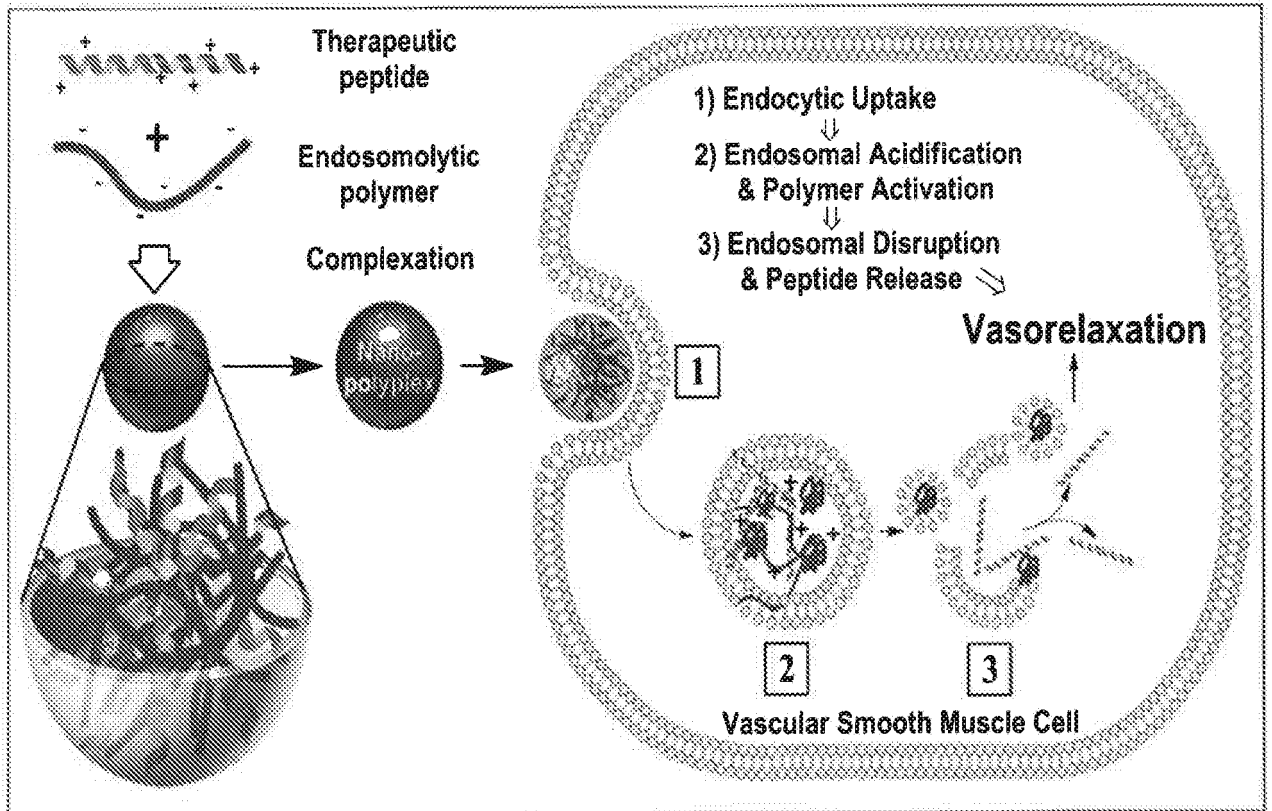 Therapeutic
peptide
+
Endosomolytic
polymer
Complexation
polyplex
1) Endocytic Uptake
2) Endosomal Acidification
& Polymer Activation
3) Endosomal Disruption
& Peptide Release
Vasorelaxation
1
2
3
Vascular Smooth Muscle Cell